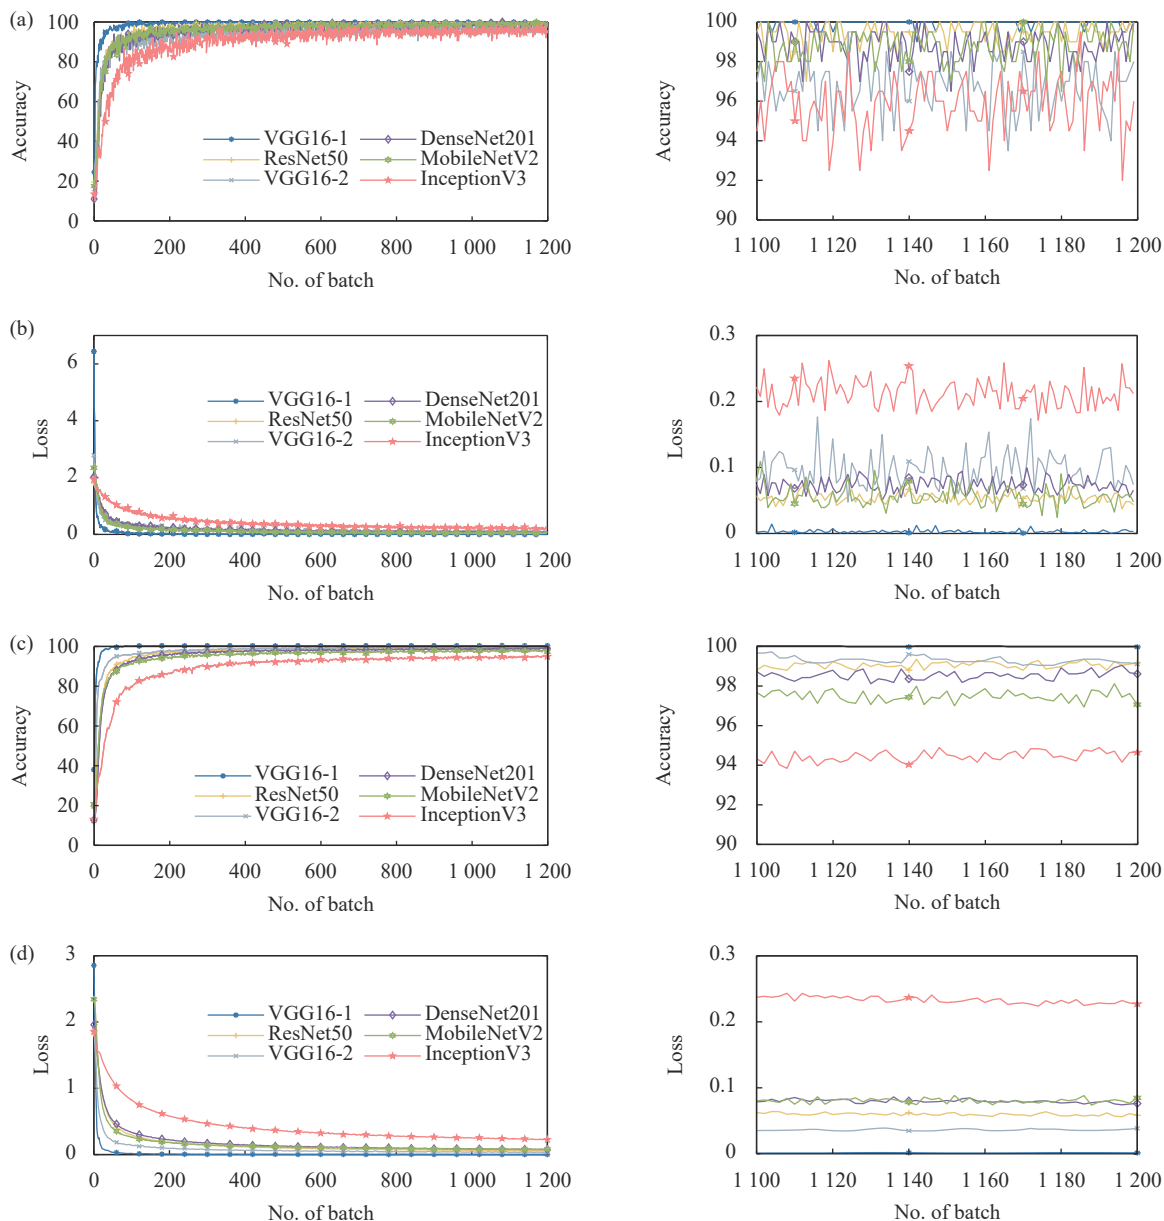 (a)
100
80
60
40
20
0
Accuracy
VGG16-1
ResNet50
VGG16-2
DenseNet201
MobileNetV2
InceptionV3
0 200 400 600 800 1 000 1 200
No. of batch
100
98
96
94
92
90
Accuracy
1 100 1 120 1 140 1 160 1 180 1 200
No. of batch
(b)
6
4
2
0
Loss
VGG16-1
ResNet50
VGG16-2
DenseNet201
MobileNetV2
InceptionV3
0 200 400 600 800 1 000 1 200
No. of batch
0.3
0.2
0.1
0
Loss
1 100 1 120 1 140 1 160 1 180 1 200
No. of batch
(c)
100
80
60
40
20
0
Accuracy
VGG16-1
ResNet50
VGG16-2
DenseNet201
MobileNetV2
InceptionV3
0 200 400 600 800 1 000 1 200
No. of batch
100
98
96
94
92
90
Accuracy
1 100 1 120 1 140 1 160 1 180 1 200
No. of batch
(d)
3
2
1
0
Loss
VGG16-1
ResNet50
VGG16-2
DenseNet201
MobileNetV2
InceptionV3
0 200 400 600 800 1 000 1 200
No. of batch
0.3
0.2
0.1
0
Loss
1 100 1 120 1 140 1 160 1 180 1 200
No. of batch